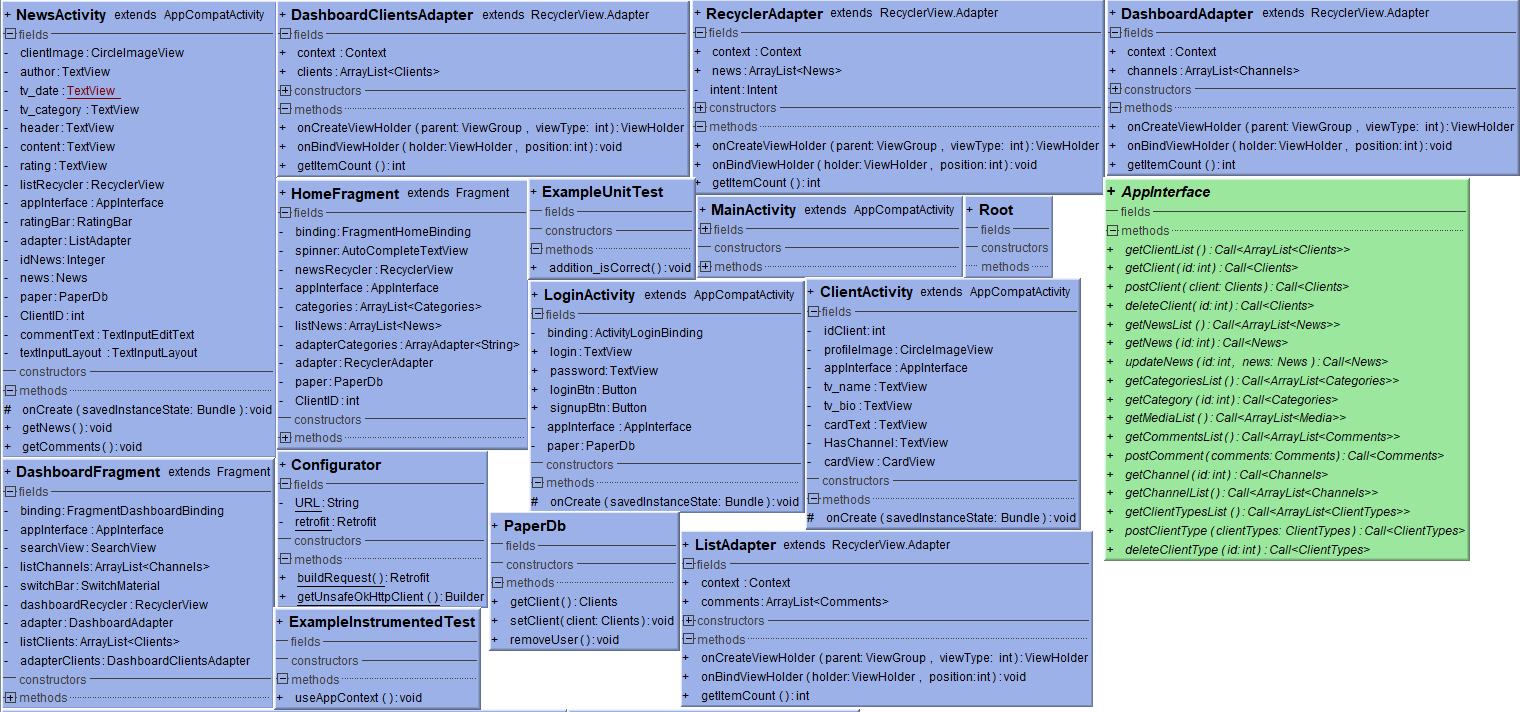 + NewsActivity extends AppCompatActivity
fields
- clientImage : CircleImageView
- author : TextView
- tv_date : TextView
- tv_category : TextView
- header : TextView
- content : TextView
- rating : TextView
- listRecycler : RecyclerView
- appInterface : AppInterface
- ratingBar : RatingBar
- adapter : ListAdapter
- idNews : Integer
- news : News
- paper : PaperDb
- ClientID : int
- commentText : TextInputEditText
- textInputLayout : TextInputLayout
constructors
methods
# onCreate (savedInstanceState: Bundle ) : void
+ getNews () : void
+ getComments () : void
+ DashboardFragment extends Fragment
fields
- binding : FragmentDashboardBinding
- appInterface : AppInterface
- searchView : SearchView
- listChannels : ArrayList<Channels>
- switchBar : SwitchMaterial
- dashboardRecycler : RecyclerView
- adapter : DashboardAdapter
- listClients : ArrayList<Clients>
- adapterClients : DashboardClientsAdapter
constructors
methods
+ DashboardClientsAdapter extends RecyclerView.Adapter
fields
+ context : Context
+ clients : ArrayList<Clients>
constructors
methods
+ onCreateViewHolder (parent: ViewGroup , viewType: int) : ViewHolder
+ onBindViewHolder (holder: ViewHolder , position: int) : void
+ getItemCount () : int
+ HomeFragment extends Fragment
fields
- binding : FragmentHomeBinding
- spinner : AutoCompleteTextView
- newsRecycler : RecyclerView
- appInterface : AppInterface
- categories : ArrayList<Categories>
- listNews : ArrayList<News>
- adapterCategories : ArrayAdapter<String>
- adapter : RecyclerAdapter
- paper : PaperDb
- ClientID : int
constructors
methods
+ Configurator
fields
- URL : String
- retrofit : Retrofit
constructors
methods
+ buildRequest() : Retrofit
+ getUnsafeOkHttpClient () : Builder
+ ExampleInstrumentedTest
fields
constructors
methods
+ useAppContext () : void
+ RecyclerAdapter extends RecyclerView.Adapter
fields
+ context : Context
+ news : ArrayList<News>
- intent : Intent
constructors
methods
+ onCreateViewHolder (parent: ViewGroup , viewType: int) : ViewHolder
+ onBindViewHolder (holder: ViewHolder , position: int) : void
+ getItemCount () : int
+ ExampleUnitTest
fields
constructors
methods
+ addition_isCorrect() : void
+ MainActivity extends AppCompatActivity
fields
constructors
methods
+ Root
fields
constructors
methods
+ LoginActivity extends AppCompatActivity
fields
- binding : ActivityLoginBinding
+ login : TextView
+ password : TextView
+ loginBtn : Button
+ signupBtn : Button
- appInterface : AppInterface
- paper : PaperDb
constructors
methods
# onCreate (savedInstanceState: Bundle ) : void
+ ClientActivity extends AppCompatActivity
fields
- idClient : int
- profileImage : CircleImageView
- appInterface : AppInterface
- tv_name : TextView
- tv_bio : TextView
- cardText : TextView
- HasChannel : TextView
- cardView : CardView
constructors
methods
# onCreate (savedInstanceState: Bundle ) : void
+ PaperDb
fields
constructors
methods
+ getClient () : Clients
+ setClient (client: Clients) : void
+ removeUser () : void
+ ListAdapter extends RecyclerView.Adapter
fields
+ context : Context
+ comments : ArrayList<Comments>
constructors
methods
+ onCreateViewHolder (parent: ViewGroup , viewType: int) : ViewHolder
+ onBindViewHolder (holder: ViewHolder , position: int) : void
+ getItemCount () : int
+ DashboardAdapter extends RecyclerView.Adapter
fields
+ context : Context
+ channels : ArrayList<Channels>
constructors
methods
+ onCreateViewHolder (parent: ViewGroup , viewType: int) : ViewHolder
+ onBindViewHolder (holder: ViewHolder , position: int) : void
+ getItemCount () : int
+ AppInterface
fields
methods
+ getClientList () : Call<ArrayList<Clients>>
+ getClient (id: int) : Call<Clients>
+ postClient (client: Clients) : Call<Clients>
+ deleteClient (id: int) : Call<Clients>
+ getNewsList () : Call<ArrayList<News>>
+ getNews (id: int) : Call<News>
+ updateNews (id: int , news: News ) : Call<News>
+ getCategoriesList () : Call<ArrayList<Categories>>
+ getCategory (id: int) : Call<Categories>
+ getMediaList () : Call<ArrayList<Media>>
+ getCommentsList () : Call<ArrayList<Comments>>
+ postComment (comments: Comments) : Call<Comments>
+ getChannel (id: int) : Call<Channels>
+ getChannelList () : Call<ArrayList<Channels>>
+ getClientTypesList () : Call<ArrayList<ClientTypes>>
+ postClientType (clientTypes: ClientTypes) : Call<ClientTypes>
+ deleteClientType (id: int) : Call<ClientTypes>